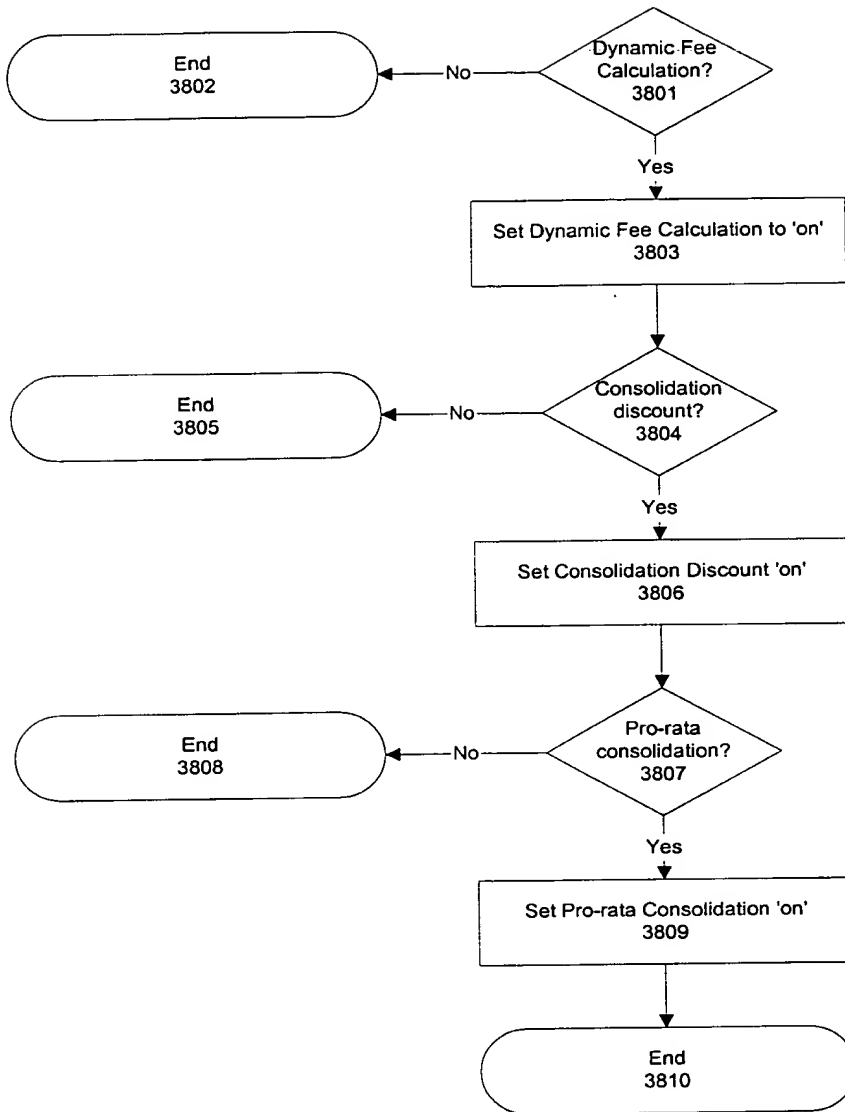 Dynamic Fee
Calculation?
3801
No
End
3802
Yes
Set Dynamic Fee Calculation to 'on'
3803
Consolidation
discount?
3804
No
End
3805
Yes
Set Consolidation Discount 'on'
3806
Pro-rata
consolidation?
3807
No
End
3808
Yes
Set Pro-rata Consolidation 'on'
3809
End
3810